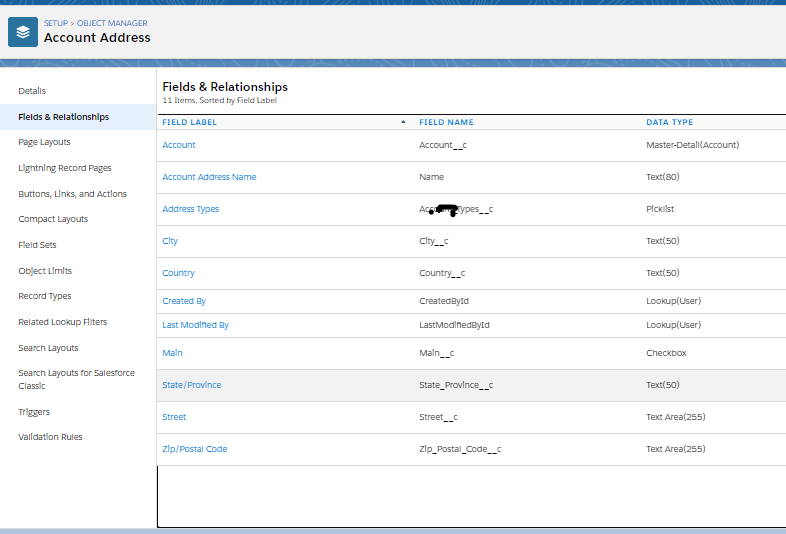 SETUP > OBJECT MANAGER
Account Address
Details
Fields & Relationships
Page Layouts
Lightning Record Pages
Buttons, Links, and Actions
Compact Layouts
Field Sets
Object Limits
Record Types
Related Lookup Filters
Search Layouts
Search Layouts for Salesforce
Classic
Triggers
Validation Rules
Fields & Relationships
11 Items, Sorted by Field Label
FIELD LABEL FIELD NAME DATA TYPE
Account Account__c Master-Detail(Account)
Account Address Name Name Text(80)
Address Types Picklist
City City__c Text(50)
Country Country__c Text(50)
Created By CreatedById Lookup(User)
Last Modified By LastModifiedById Lookup(User)
Main Main__c Checkbox
State/Province State_Province__c Text(50)
Street Street__c Text Area(255)
Zip/Postal Code Zip_Postal_Code__c Text Area(255)